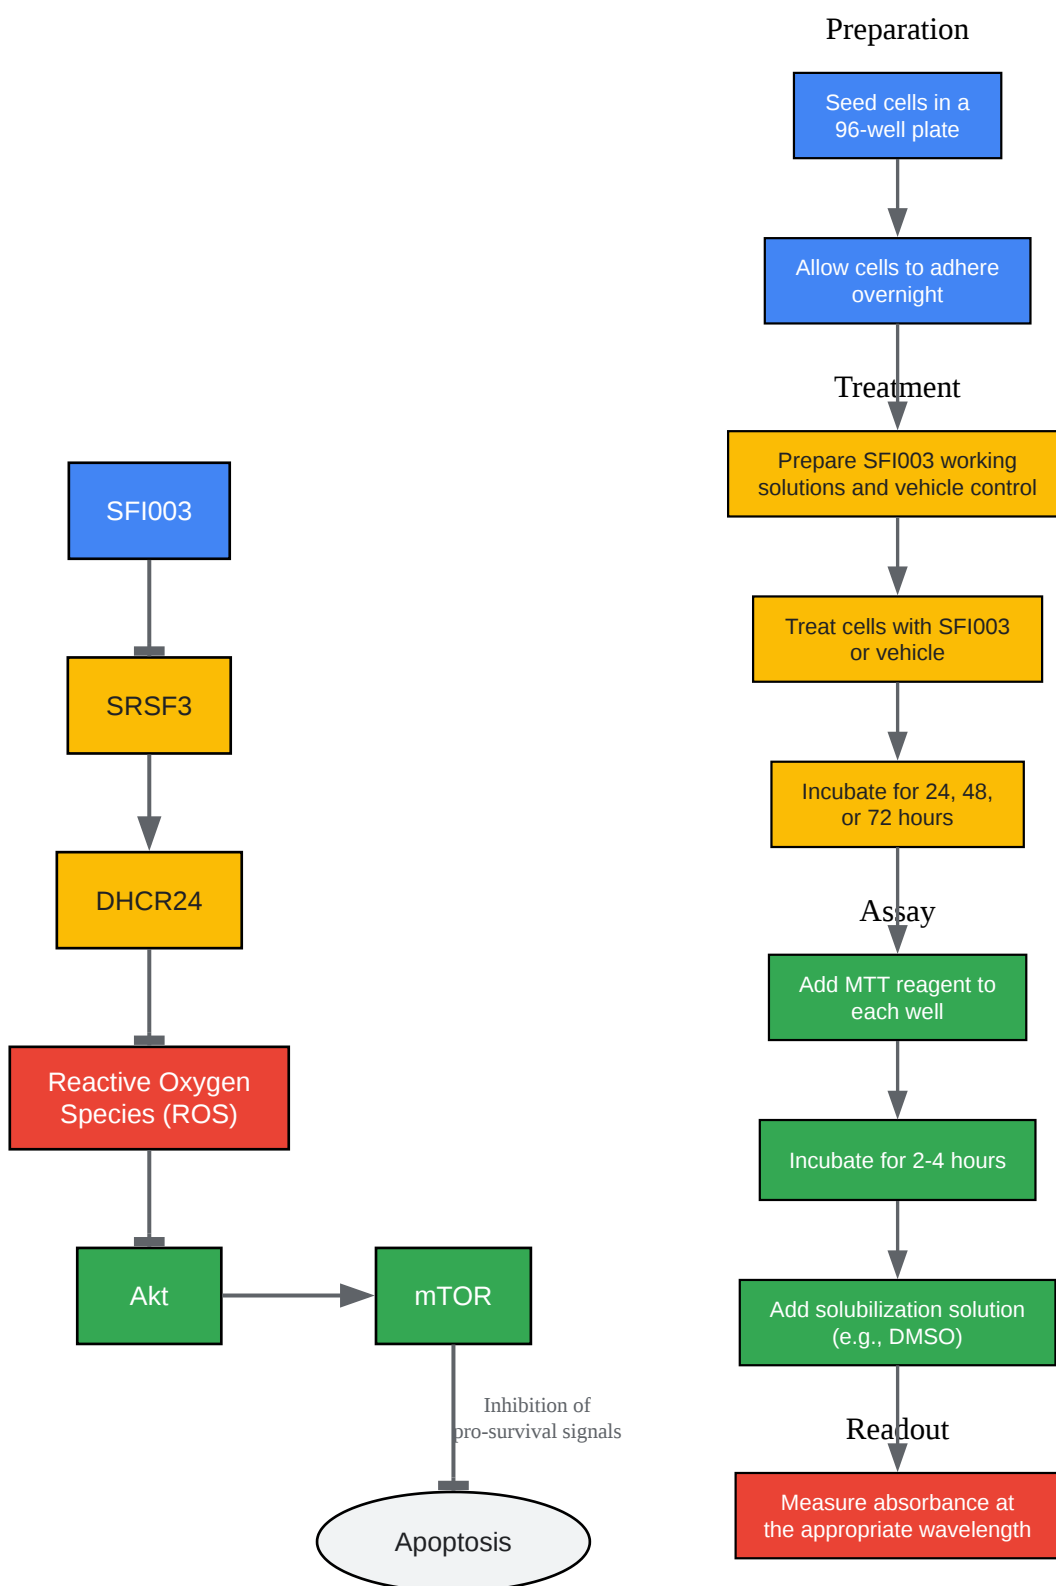 SFI003
SRSF3
DHCR24
Reactive Oxygen
Species (ROS)
Akt
mTOR
Inhibition of
pro-survival signals
Apoptosis
Preparation
Seed cells in a
96-well plate
Allow cells to adhere
overnight
Treatment
Prepare SFI003 working
solutions and vehicle control
Treat cells with SFI003
or vehicle
Incubate for 24, 48,
or 72 hours
Assay
Add MTT reagent to
each well
Incubate for 2-4 hours
Add solubilization solution
(e.g., DMSO)
Readout
Measure absorbance at
the appropriate wavelength